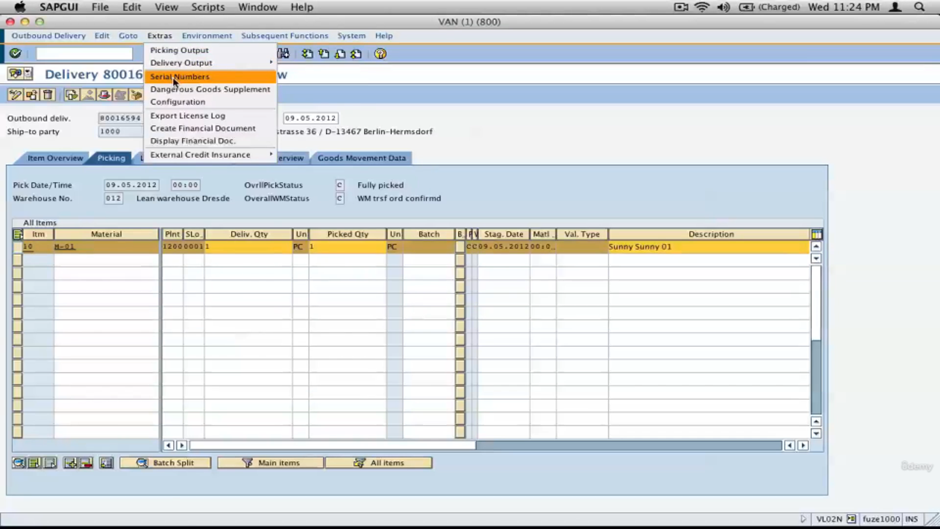 SAPGUI File Edit View Scripts Window Help (Charged) Wed 11:24 PM
VAN (1) (800)
Outbound Delivery Edit Goto Extras Environment Subsequent Functions System Help
Picking Output
Delivery Output
Serial Numbers
Dangerous Goods Supplement
Configuration
Export License Log
Create Financial Document
Display Financial Doc.
External Credit Insurance
Delivery 80016
w
Outbound deliv. 80016594 09.05.2012
Ship-to party 1000 strasse 36 / D-13467 Berlin-Hermsdorf
Item Overview Picking L erview Goods Movement Data
Pick Date/Time 09.05.2012 00:00 OvrllPickStatus C Fully picked
Warehouse No. 012 Lean warehouse Dresde OverallWMStatus C WM trsf ord confirmd
All Items
Itm Material Plnt SLo Deliv. Qty Un Picked Qty Un Batch B. Stag. Date Matl Val. Type Description
10 M-01 1200 0001 1 PC 1 PC C C 09.05.2012 00:0 Sunny Sunny 01
Batch Split Main items All items
Udemy
VL02N fuze1000 INS